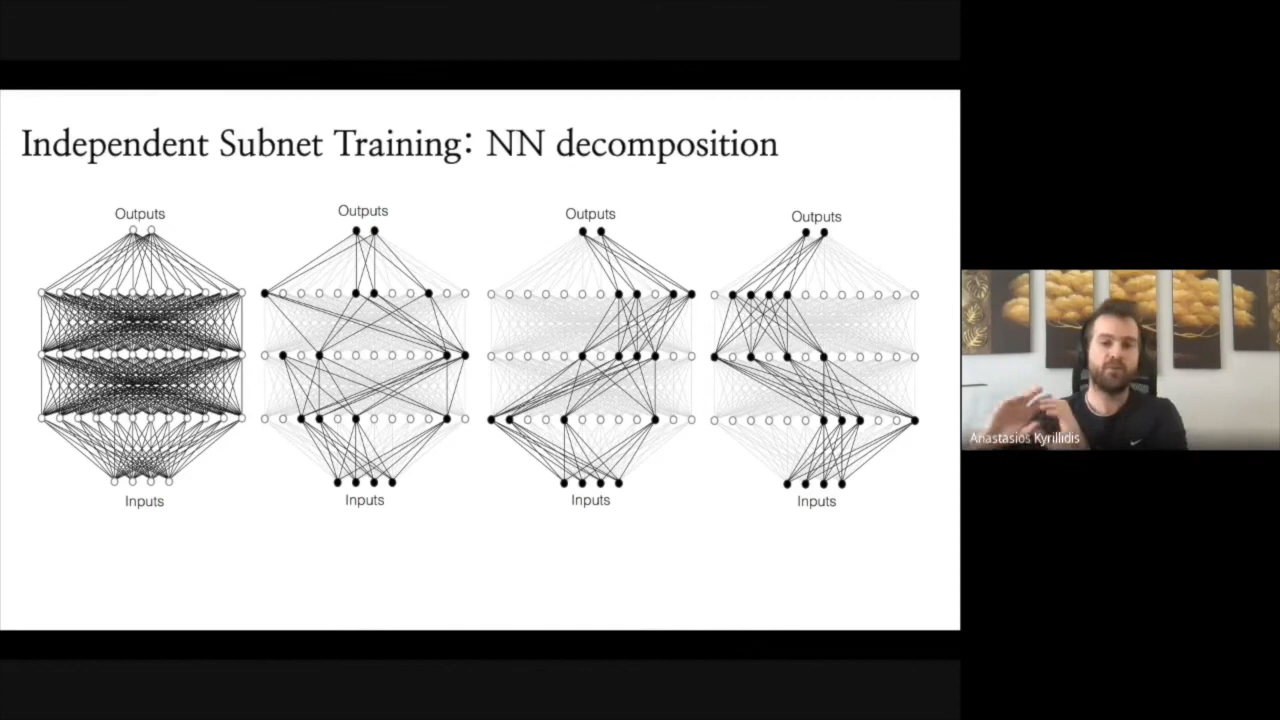 Independent Subnet Training: NN decomposition
Outputs
Outputs
Outputs
Outputs
Inputs
Inputs
Inputs
Inputs
Anastasios Kyrillidis